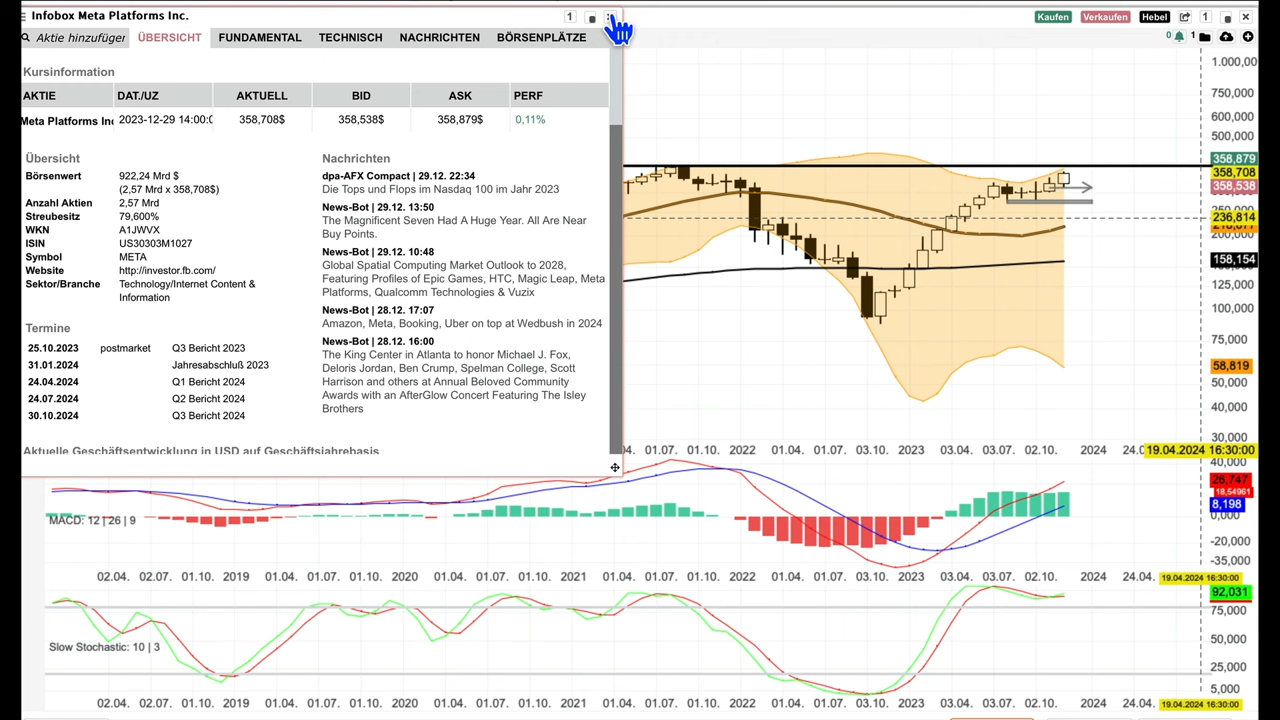 Infobox Meta Platforms Inc. 1
Kaufen Verkaufen Hebel 1
Aktie hinzufüger ÜBERSICHT FUNDAMENTAL TECHNISCH NACHRICHTEN BÖRSENPLÄTZE
0 1
Kursinformation
AKTIE DAT./UZ AKTUELL BID ASK PERF
Meta Platforms Inc 2023-12-29 14:00:0 358,708$ 358,538$ 358,879$ 0,11%
Übersicht
Börsenwert 922,24 Mrd $
(2,57 Mrd x 358,708$)
Anzahl Aktien 2,57 Mrd
Streubesitz 79,600%
WKN A1JWVX
ISIN US30303M1027
Symbol META
Website http://investor.fb.com/
Sektor/Branche Technology/Internet Content &
Information
Termine
25.10.2023 postmarket Q3 Bericht 2023
31.01.2024 Jahresabschluß 2023
24.04.2024 Q1 Bericht 2024
24.07.2024 Q2 Bericht 2024
30.10.2024 Q3 Bericht 2024
Nachrichten
dpa-AFX Compact | 29.12. 22:34
Die Tops und Flops im Nasdaq 100 im Jahr 2023
News-Bot | 29.12. 13:50
The Magnificent Seven Had A Huge Year. All Are Near
Buy Points.
News-Bot | 29.12. 10:48
Global Spatial Computing Market Outlook to 2028,
Featuring Profiles of Epic Games, HTC, Magic Leap, Meta
Platforms, Qualcomm Technologies & Vuzix
News-Bot | 28.12. 17:07
Amazon, Meta, Booking, Uber on top at Wedbush in 2024
News-Bot | 28.12. 16:00
The King Center in Atlanta to honor Michael J. Fox,
Deloris Jordan, Ben Crump, Spelman College, Scott
Harrison and others at Annual Beloved Community
Awards with an AfterGlow Concert Featuring The Isley
Brothers
Aktuelle Geschäftsentwicklung in USD auf Geschäftsjahrebasis
1.000,00
750,000
600,000
500,000
358,879
358,708
358,538
236,814
200,000
158,154
125,000
100,000
75,000
58,819
50,000
40,000
30,000
01.07. 01.10. 2022 01.04. 01.07. 03.10. 2023 03.04. 03.07. 02.10. 2024 19.04.2024 16:30:00
40,000
26,747
18,54961
8,198
0,000
-20,000
-35,000
MACD: 12 | 26 | 9
02.04. 02.07. 01.10. 2019 01.04. 01.07. 01.10. 2020 01.04. 01.07. 01.10. 2021 01.04. 01.07. 01.10. 2022 01.04. 01.07. 03.10. 2023 03.04. 03.07. 02.10. 2024 24.04. 19.04.2024 16:30:00
92,031
75,000
50,000
25,000
5,000
Slow Stochastic: 10 | 3
02.04. 02.07. 01.10. 2019 01.04. 01.07. 01.10. 2020 01.04. 01.07. 01.10. 2021 01.04. 01.07. 01.10. 2022 01.04. 01.07. 03.10. 2023 03.04. 03.07. 02.10. 2024 24.04. 19.04.2024 16:30:00